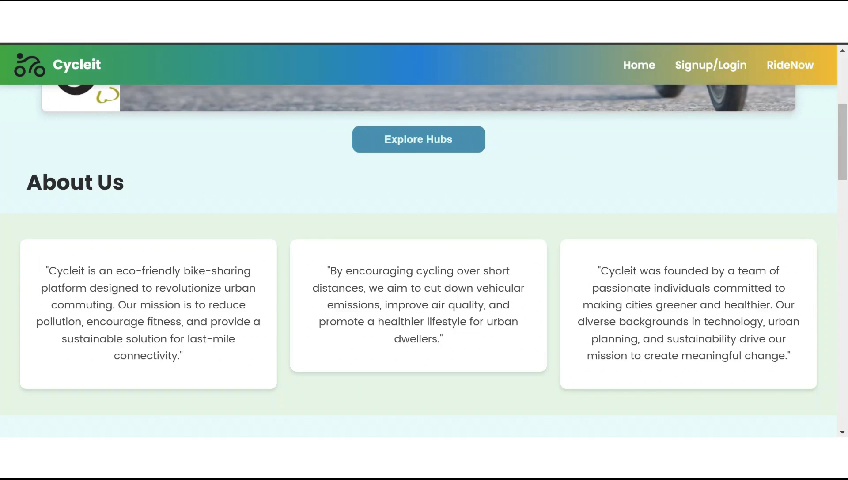 Cycleit
Home Signup/Login RideNow
Explore Hubs
About Us
"Cycleit is an eco-friendly bike-sharing
platform designed to revolutionize urban
commuting. Our mission is to reduce
pollution, encourage fitness, and provide a
sustainable solution for last-mile
connectivity."
"By encouraging cycling over short
distances, we aim to cut down vehicular
emissions, improve air quality, and
promote a healthier lifestyle for urban
dwellers."
"Cycleit was founded by a team of
passionate individuals committed to
making cities greener and healthier. Our
diverse backgrounds in technology, urban
planning, and sustainability drive our
mission to create meaningful change."